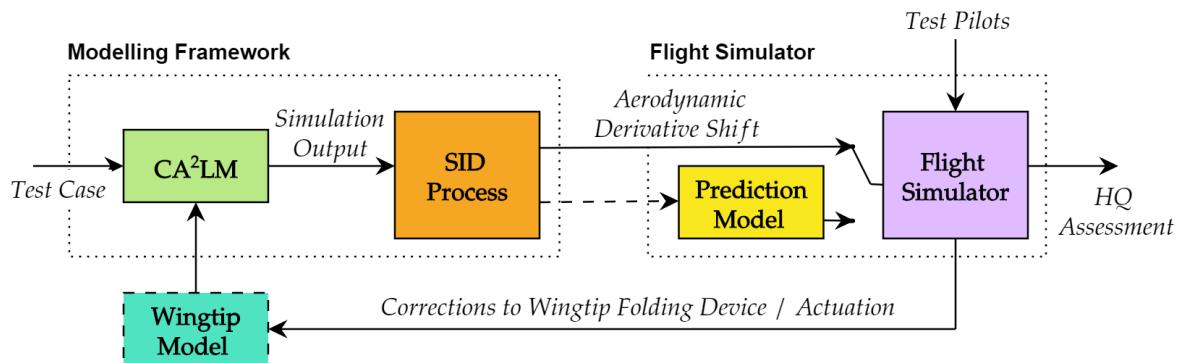 Test Pilots
Modelling Framework
Flight Simulator
Aerodynamic
Derivative Shift
Simulation
Output
CA²LM
SID
Process
Flight
Simulator
Test Case
Prediction
Model
HQ
Assessment
Corrections to Wingtip Folding Device / Actuation
Wingtip
Model